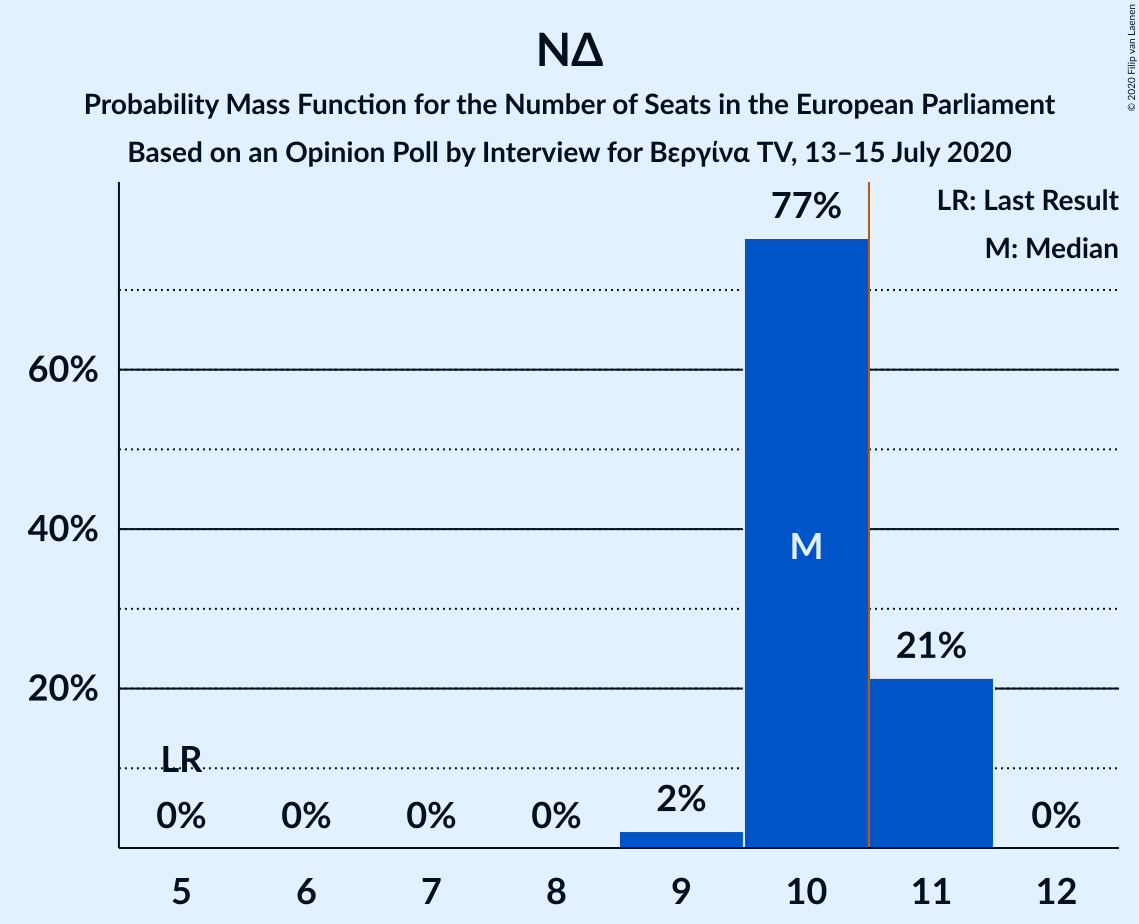 ΝΔ
Probability Mass Function for the Number of Seats in the European Parliament
Based on an Opinion Poll by Interview for Βεργίνα TV, 13–15 July 2020
© 2020 Filip van Laenen
LR: Last Result
M: Median
77%
60%
40%
M
21%
20%
LR
0% 0% 0% 0% 2% 0%
5 6 7 8 9 10 11 12